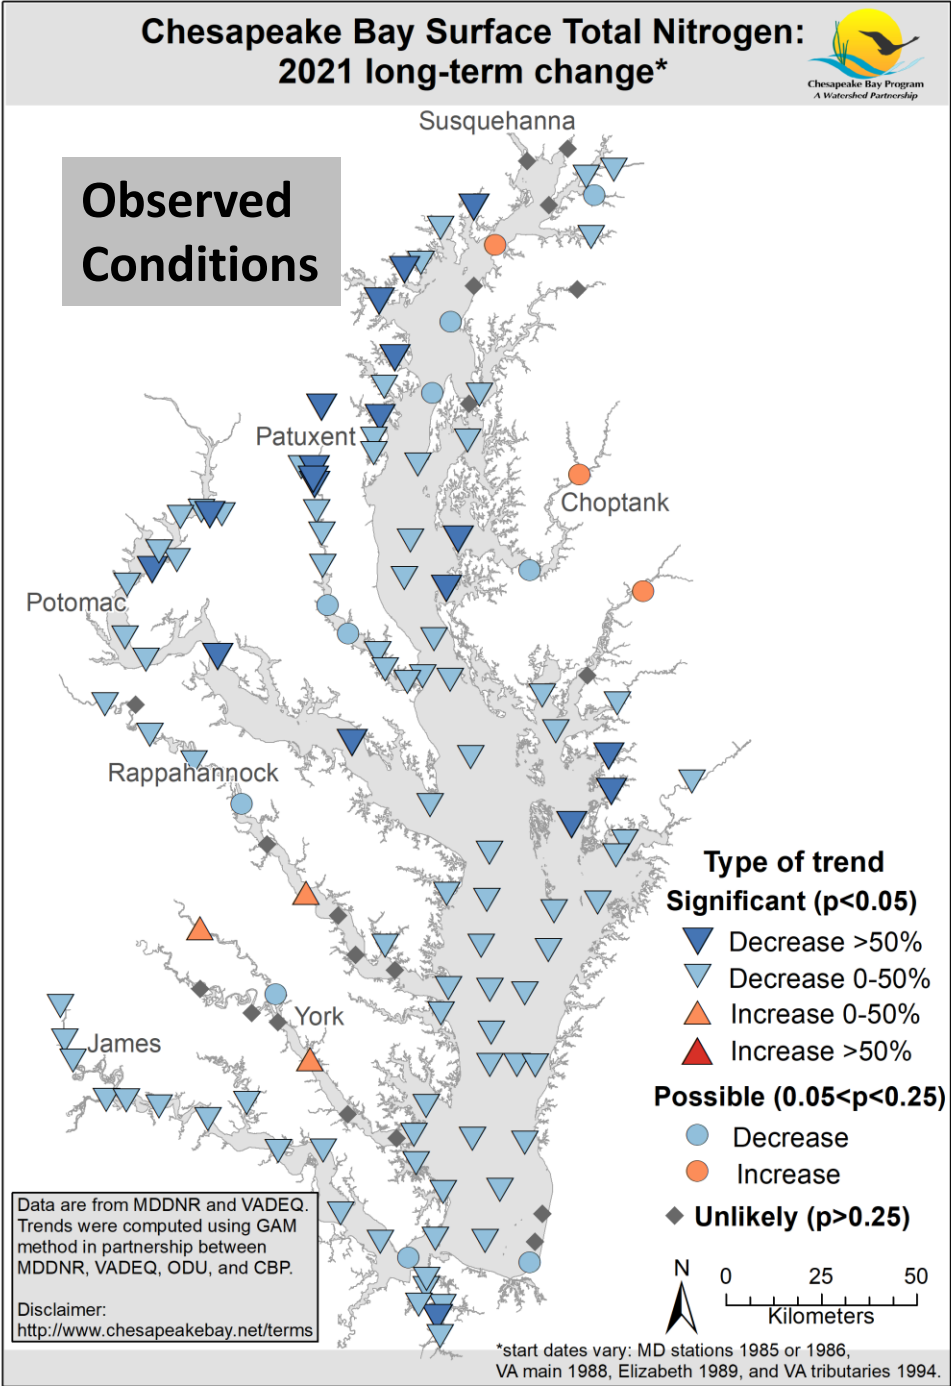 Chesapeake Bay Surface Total Nitrogen:
2021 long-term change*
Chesapeake Bay Program
A Watershed Partnership
Susquehanna
Observed
Conditions
Patuxent
Choptank
Potomac
Rappahannock
York
James
Type of trend
Significant (p<0.05)
Decrease >50%
Decrease 0-50%
Increase 0-50%
Increase >50%
Possible (0.05<p<0.25)
Decrease
Increase
Unlikely (p>0.25)
N
0 25 50
Kilometers
Data are from MDDNR and VADEQ.
Trends were computed using GAM
method in partnership between
MDDNR, VADEQ, ODU, and CBP.
Disclaimer:
http://www.chesapeakebay.net/terms
*start dates vary: MD stations 1985 or 1986,
VA main 1988, Elizabeth 1989, and VA tributaries 1994.